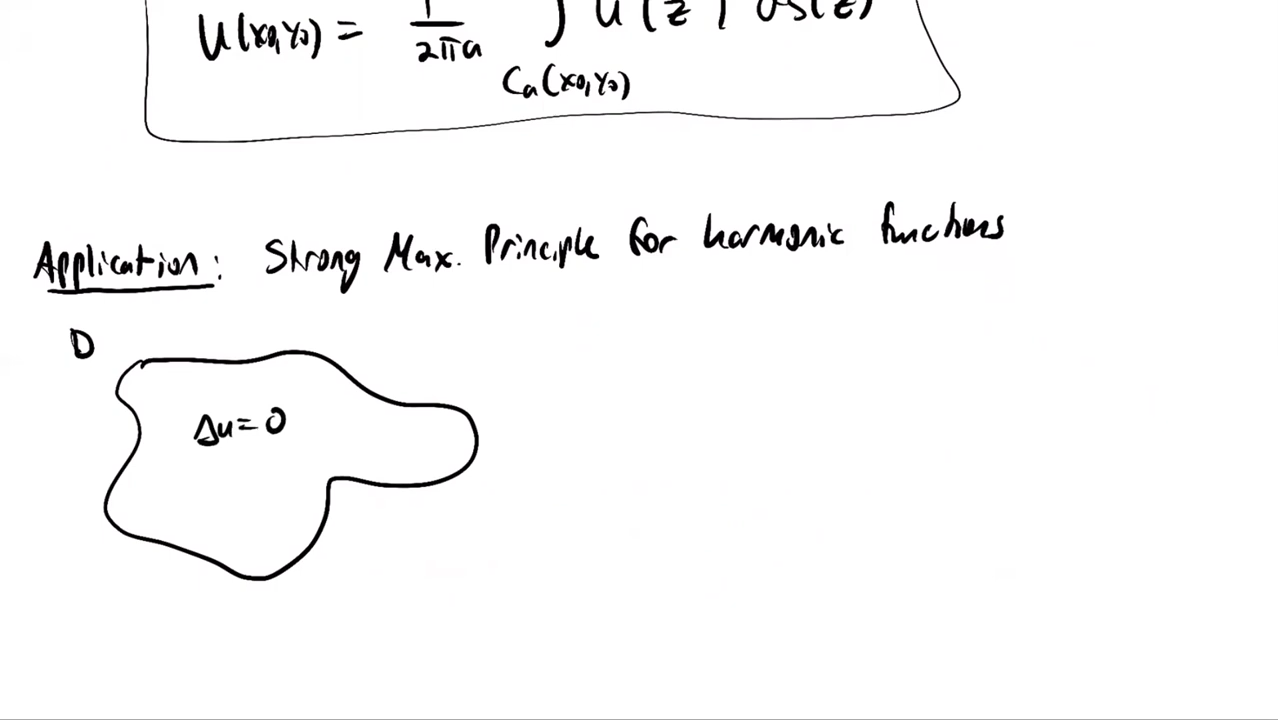 U(x0,y0) = 1/2πa ∫ u(z) ds(z)
Ca(x0,y0)
Application: Strong Max. Principle for harmonic functions
D
Δu=0